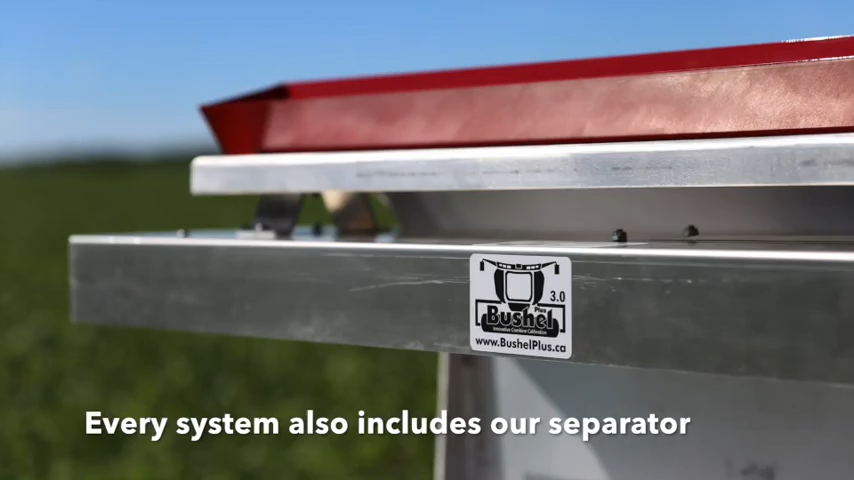 3.0
Plus
Bushel
Innovative Combine Calibration
www.BushelPlus.ca
Every system also includes our separator